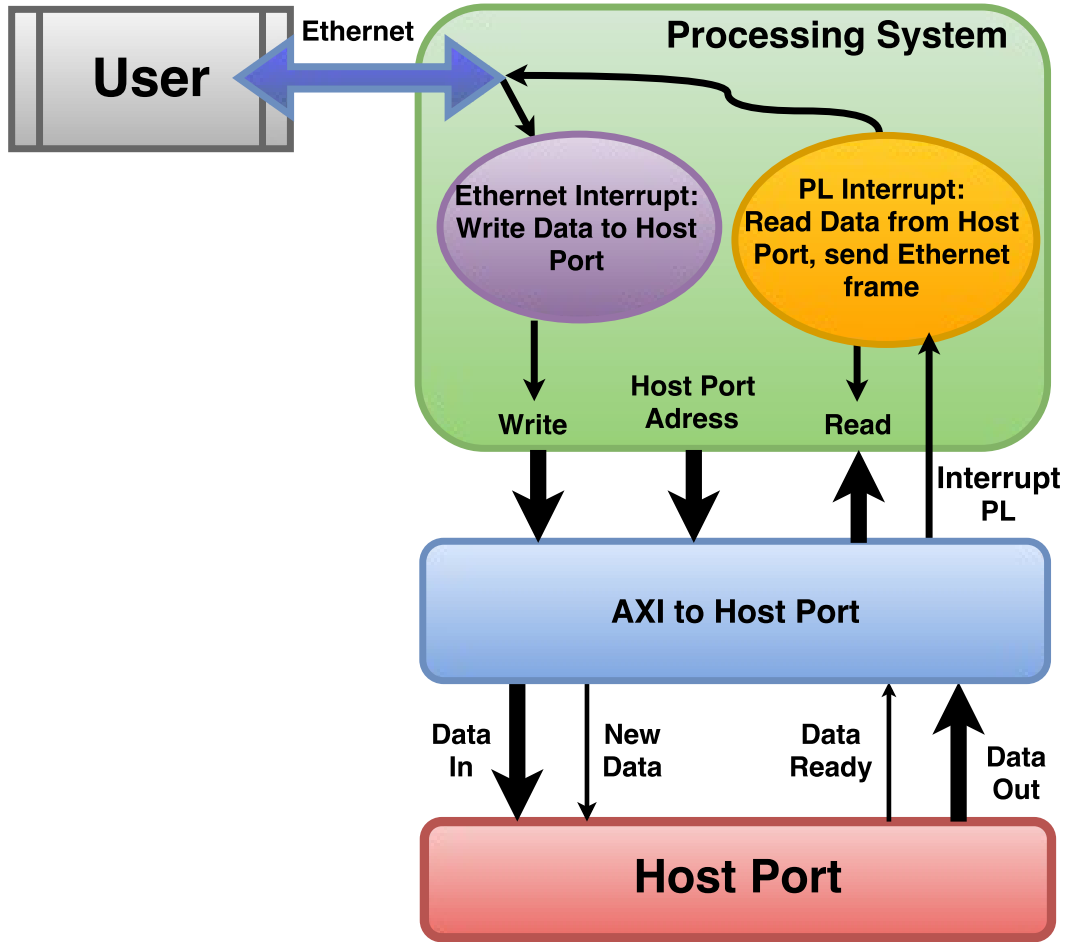 Ethernet
User
Processing System
Ethernet Interrupt:
Write Data to Host
Port
PL Interrupt:
Read Data from Host
Port, send Ethernet
frame
Write
Host Port
Adress
Read
Interrupt
PL
AXI to Host Port
Data
In
New
Data
Data
Ready
Data
Out
Host Port